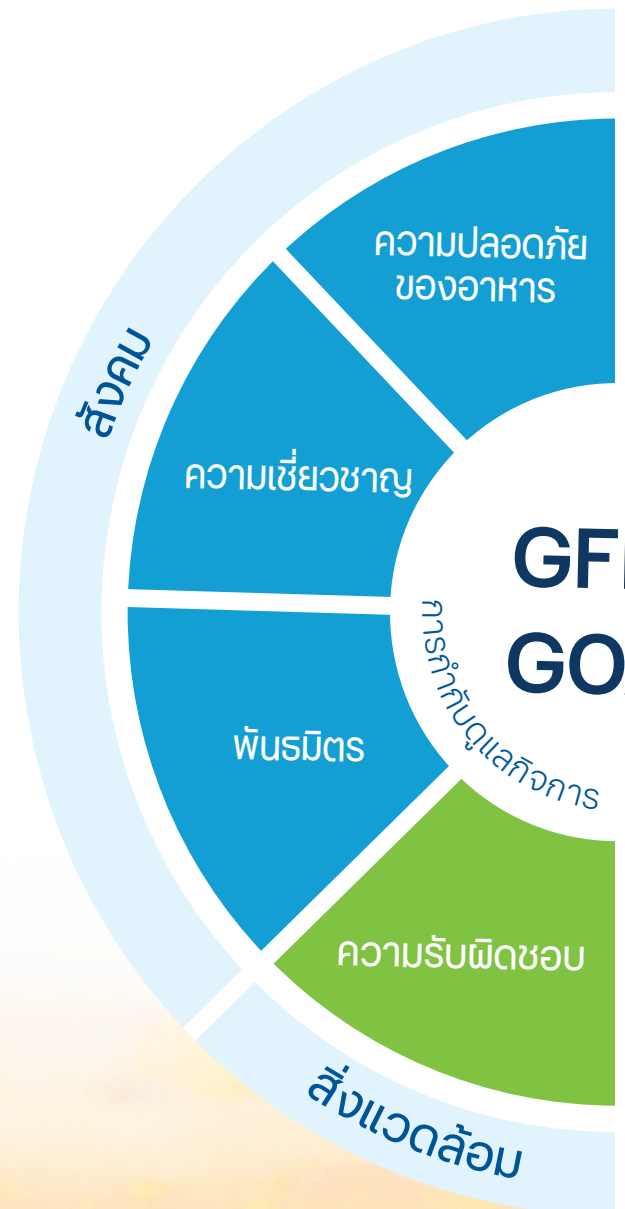 ความปลอดภัย
ของอาหาร
สังคม
ความเชี่ยวชาญ
GF
GO
การกำกับดูแลกิจการ
พันธมิตร
ความรับผิดชอบ
สิ่งแวดล้อม